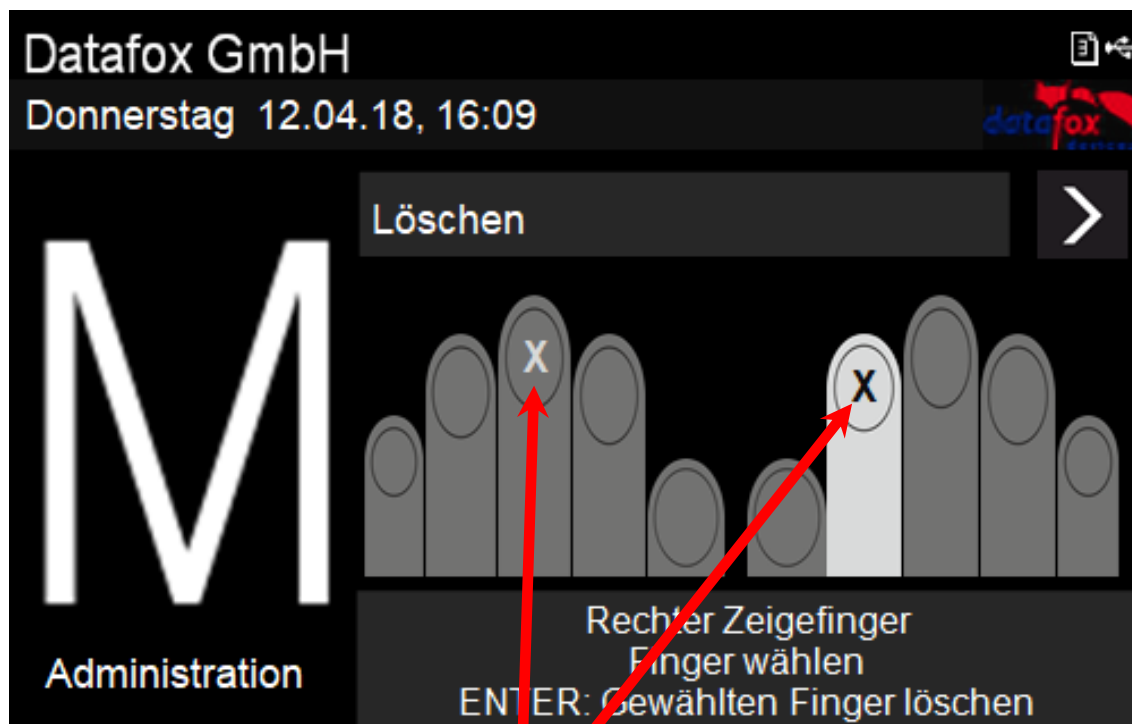 Datafox GmbH
Donnerstag 12.04.18, 16:09
datafox
Löschen
M
X X
Administration
Rechter Zeigefinger
Finger wählen
ENTER: Gewählten Finger löschen